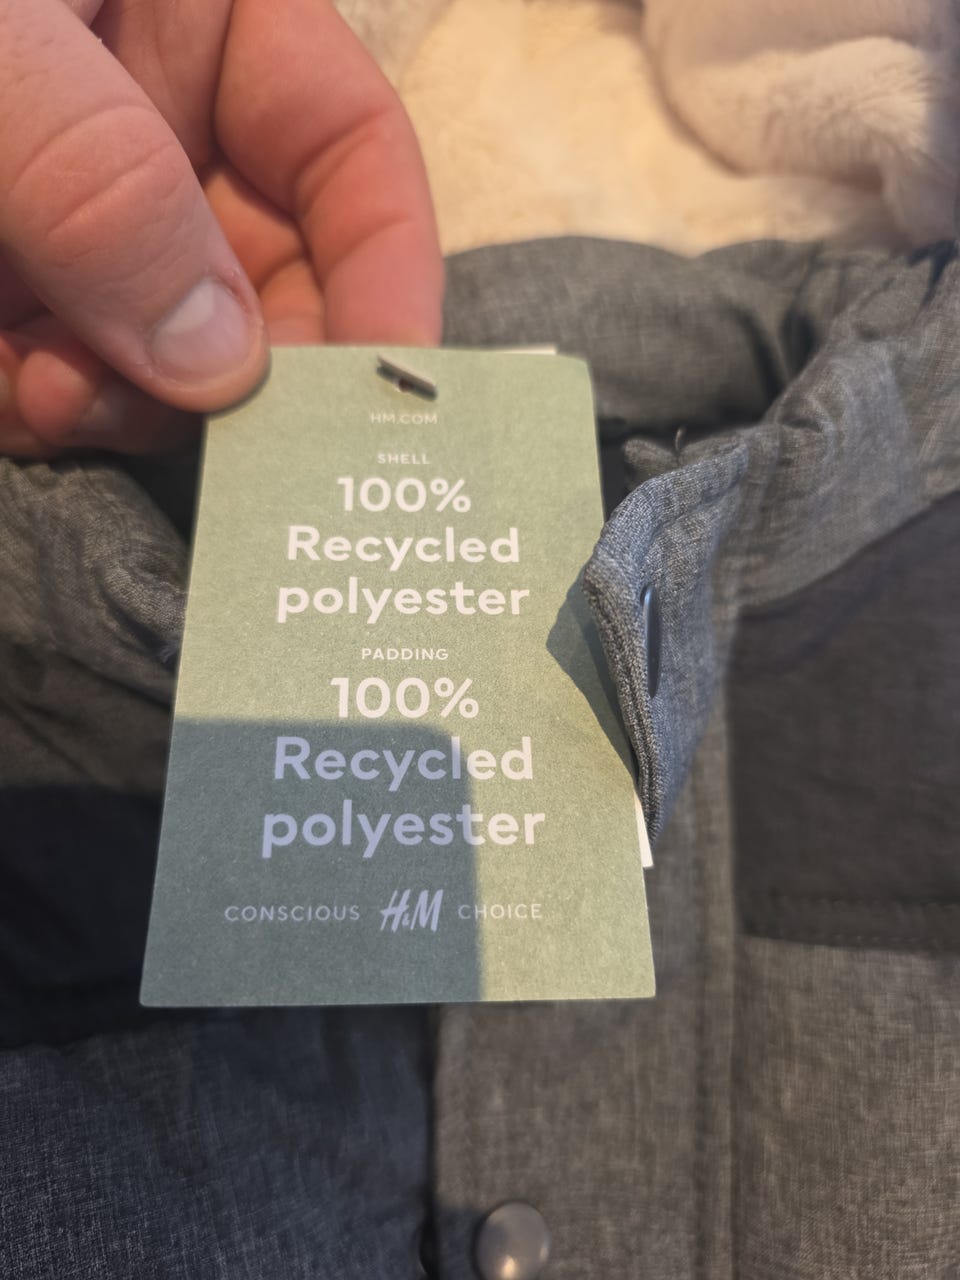 HM.COM
SHELL
100%
Recycled
polyester
PADDING
100%
Recycled
polyester
CONSCIOUS H&M CHOICE